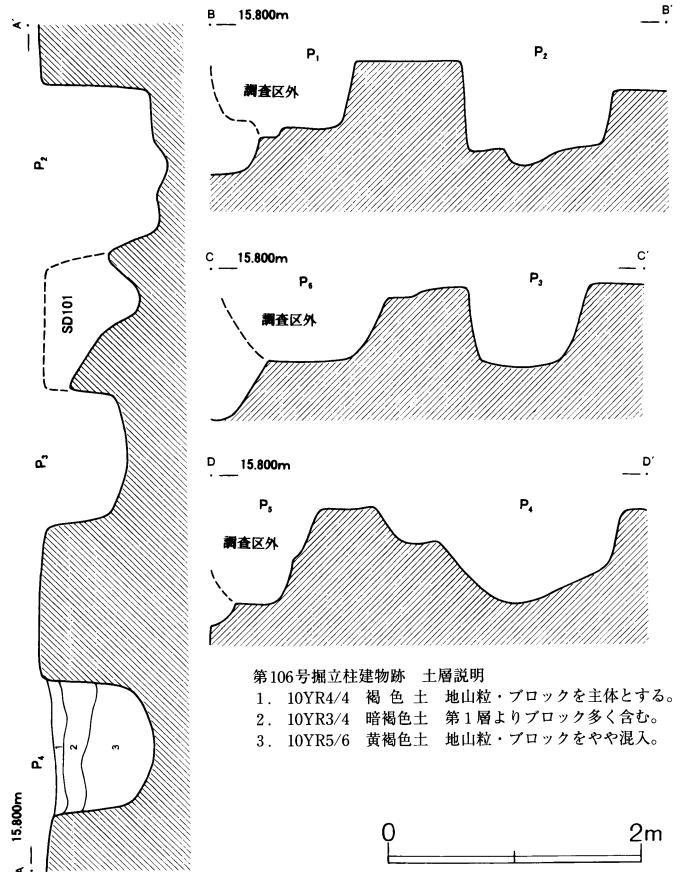 A´
P2
SD101
P3
1 2 3
P4
15.800m
A
B 15.800m B´
P1 P2
調査区外
C 15.800m C´
P6 P3
調査区外
D 15.800m D´
P5 P4
調査区外
第106号掘立柱建物跡 土層説明
1. 10YR4/4 褐色土 地山粒・ブロックを主体とする。
2. 10YR3/4 暗褐色土 第1層よりブロック多く含む。
3. 10YR5/6 黄褐色土 地山粒・ブロックをやや混入。
0 2m